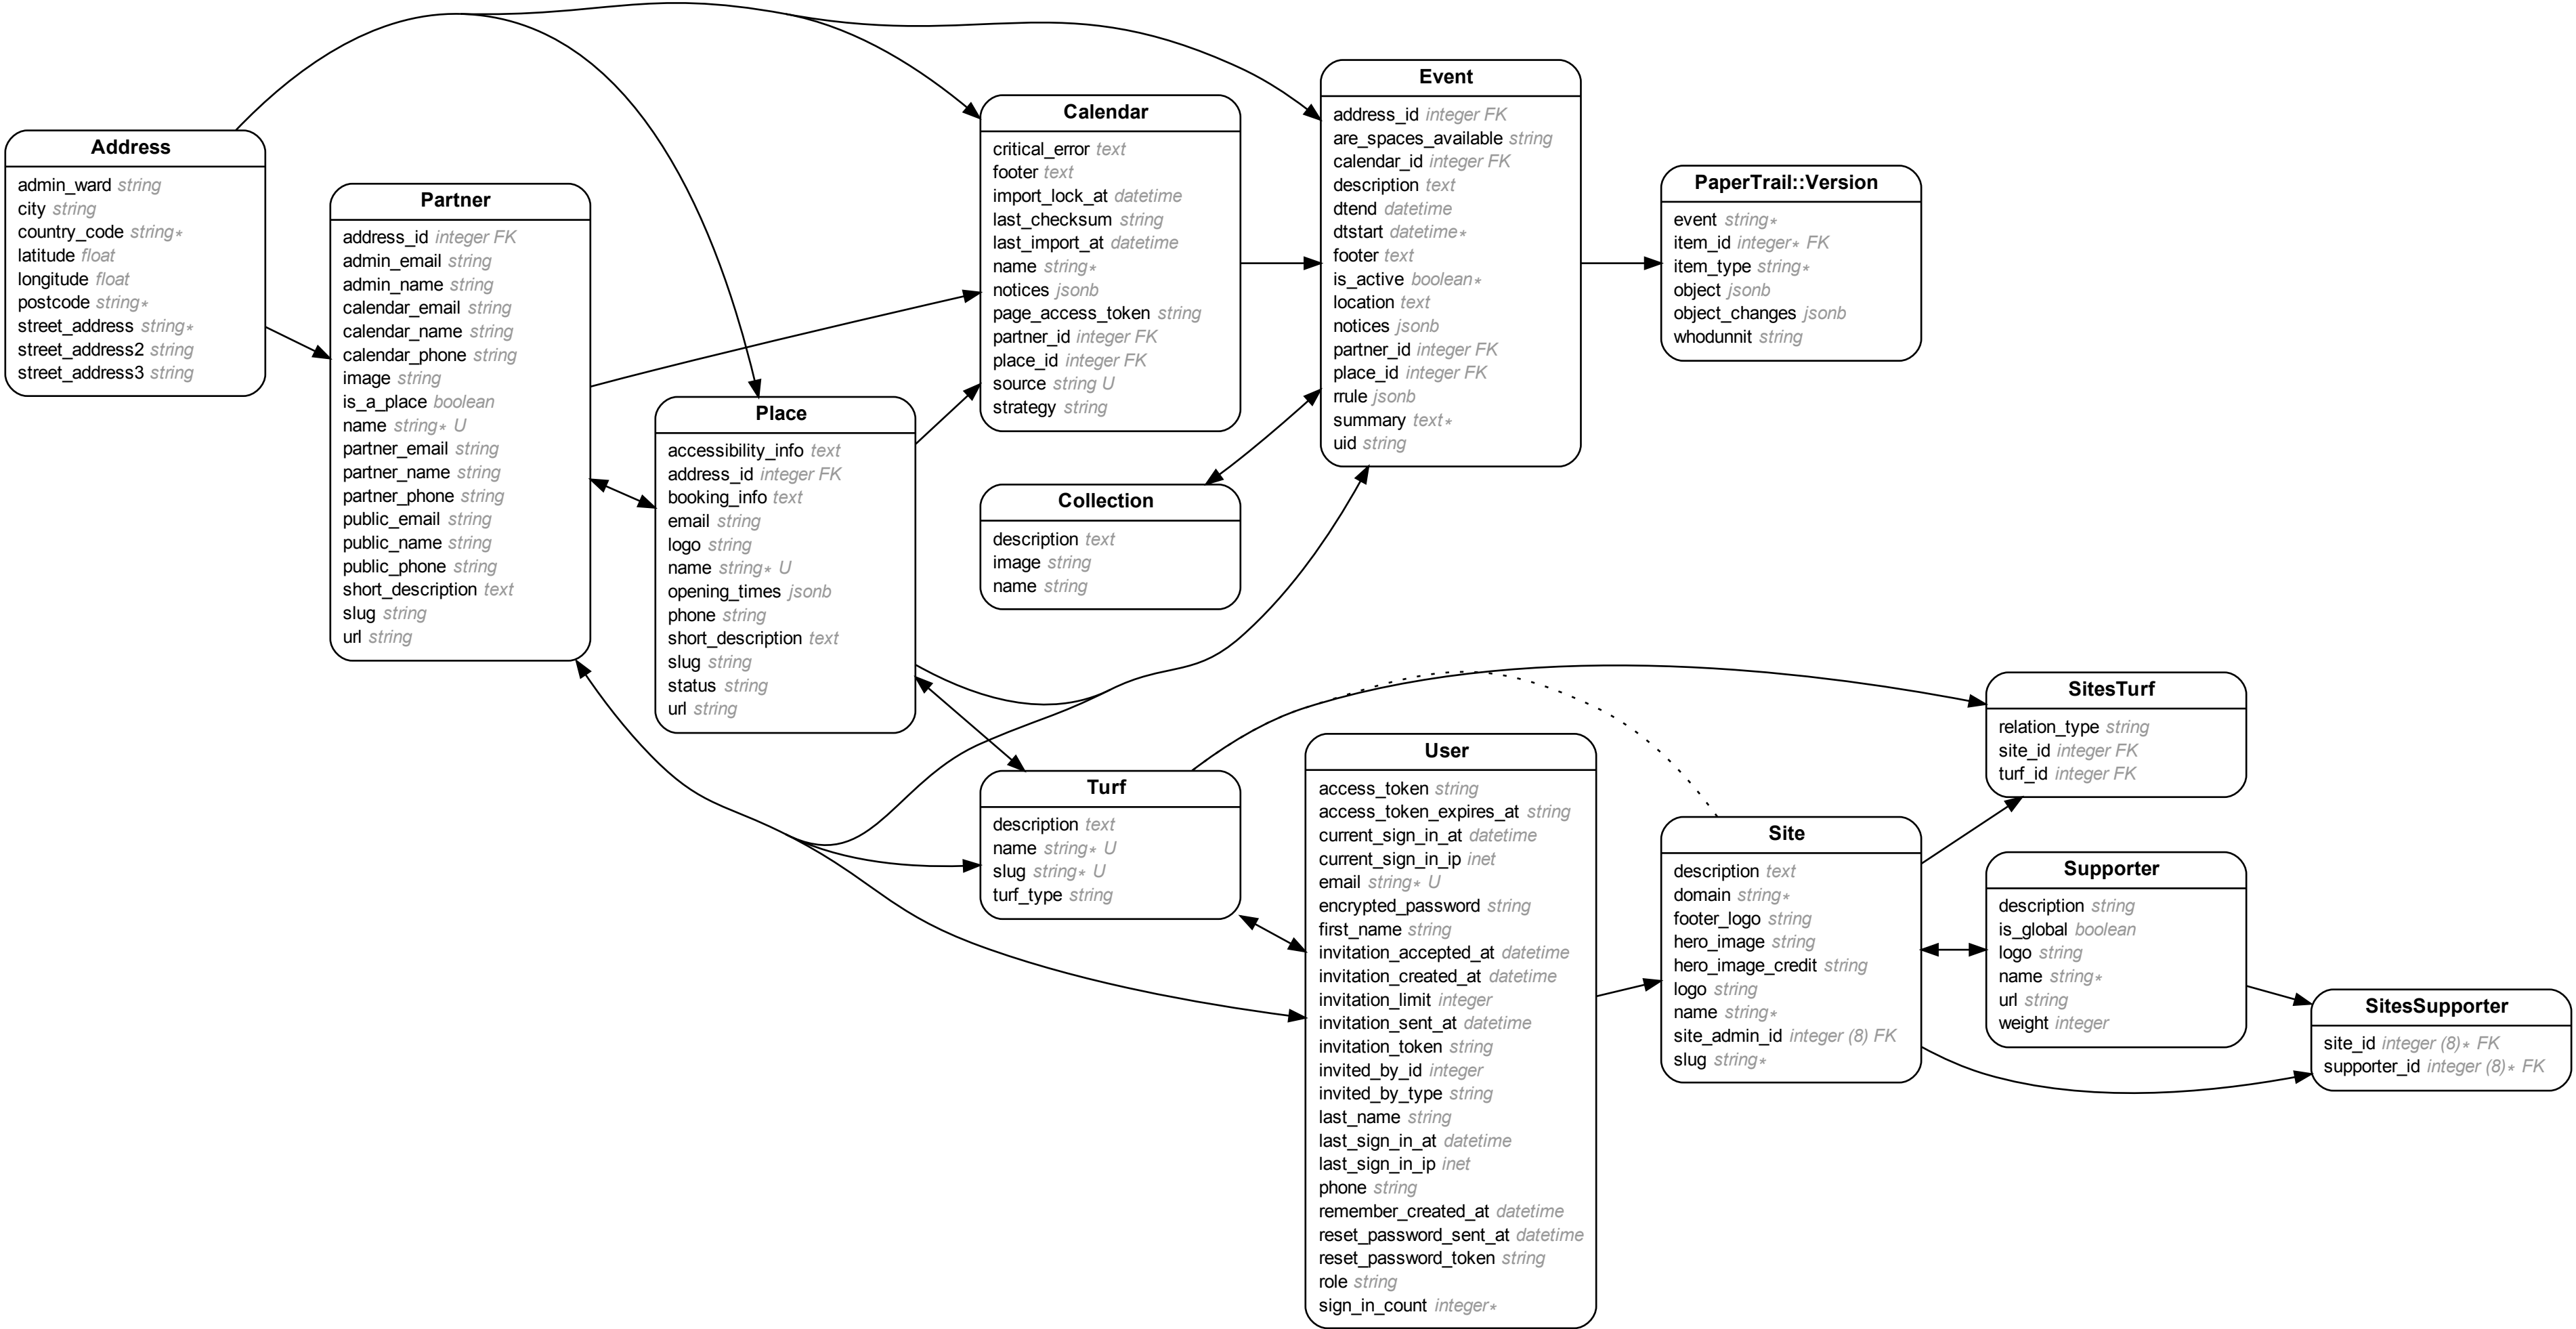 Address
admin_ward string
city string
country_code string*
latitude float
longitude float
postcode string*
street_address string*
street_address2 string
street_address3 string
Partner
address_id integer FK
admin_email string
admin_name string
calendar_email string
calendar_name string
calendar_phone string
image string
is_a_place boolean
name string* U
partner_email string
partner_name string
partner_phone string
public_email string
public_name string
public_phone string
short_description text
slug string
url string
Place
accessibility_info text
address_id integer FK
booking_info text
email string
logo string
name string* U
opening_times jsonb
phone string
short_description text
slug string
status string
url string
Calendar
critical_error text
footer text
import_lock_at datetime
last_checksum string
last_import_at datetime
name string*
notices jsonb
page_access_token string
partner_id integer FK
place_id integer FK
source string U
strategy string
Collection
description text
image string
name string
Turf
description text
name string* U
slug string* U
turf_type string
Event
address_id integer FK
are_spaces_available string
calendar_id integer FK
description text
dtend datetime
dtstart datetime*
footer text
is_active boolean*
location text
notices jsonb
partner_id integer FK
place_id integer FK
rrule jsonb
summary text*
uid string
User
access_token string
access_token_expires_at string
current_sign_in_at datetime
current_sign_in_ip inet
email string* U
encrypted_password string
first_name string
invitation_accepted_at datetime
invitation_created_at datetime
invitation_limit integer
invitation_sent_at datetime
invitation_token string
invited_by_id integer
invited_by_type string
last_name string
last_sign_in_at datetime
last_sign_in_ip inet
phone string
remember_created_at datetime
reset_password_sent_at datetime
reset_password_token string
role string
sign_in_count integer*
PaperTrail::Version
event string*
item_id integer* FK
item_type string*
object jsonb
object_changes jsonb
whodunnit string
Site
description text
domain string*
footer_logo string
hero_image string
hero_image_credit string
logo string
name string*
site_admin_id integer (8) FK
slug string*
SitesTurf
relation_type string
site_id integer FK
turf_id integer FK
Supporter
description string
is_global boolean
logo string
name string*
url string
weight integer
SitesSupporter
site_id integer (8)* FK
supporter_id integer (8)* FK